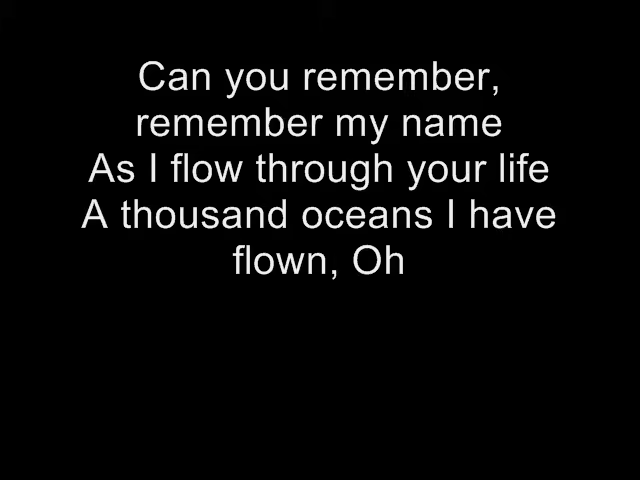 Can you remember,
remember my name
As I flow through your life
A thousand oceans I have
flown, Oh